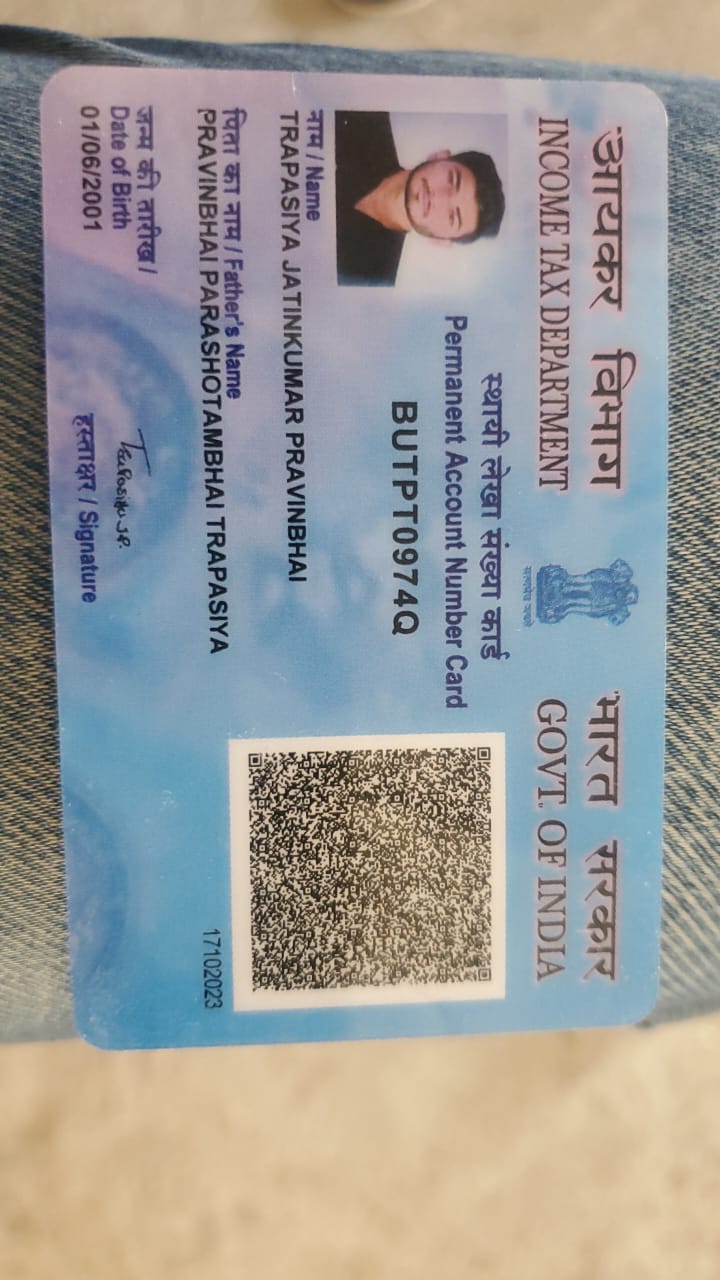 आयकर विभाग
INCOME TAX DEPARTMENT
सत्यमेव जयते
भारत सरकार
GOVT. OF INDIA
स्थायी लेखा संख्या कार्ड
Permanent Account Number Card
BUTPT0974Q
नाम / Name
TRAPASIYA JATINKUMAR PRAVINBHAI
पिता का नाम / Father's Name
PRAVINBHAI PARASHOTAMBHAI TRAPASIYA
जन्म की तारीख /
Date of Birth
01/06/2001
हस्ताक्षर / Signature
17102023